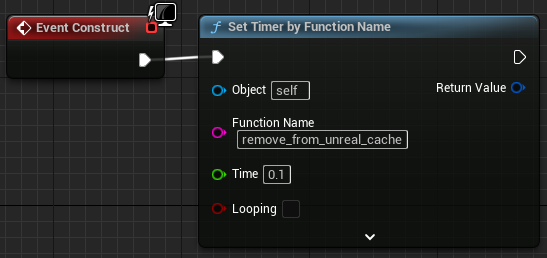 Event Construct
Set Timer by Function Name
Object self
Return Value
Function Name
remove_from_unreal_cache
Time 0.1
Looping